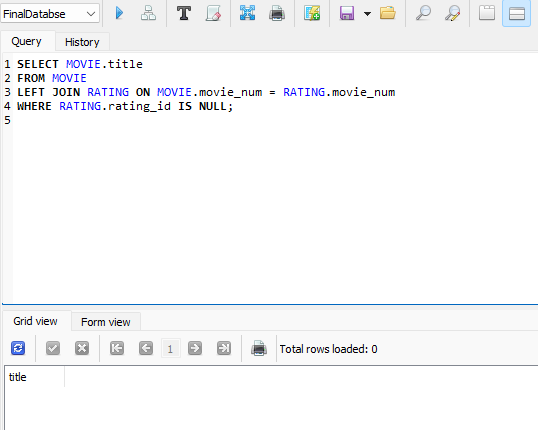 FinalDatabse
Query History
1 SELECT MOVIE.title
2 FROM MOVIE
3 LEFT JOIN RATING ON MOVIE.movie_num = RATING.movie_num
4 WHERE RATING.rating_id IS NULL;
5
Grid view Form view
1 Total rows loaded: 0
title